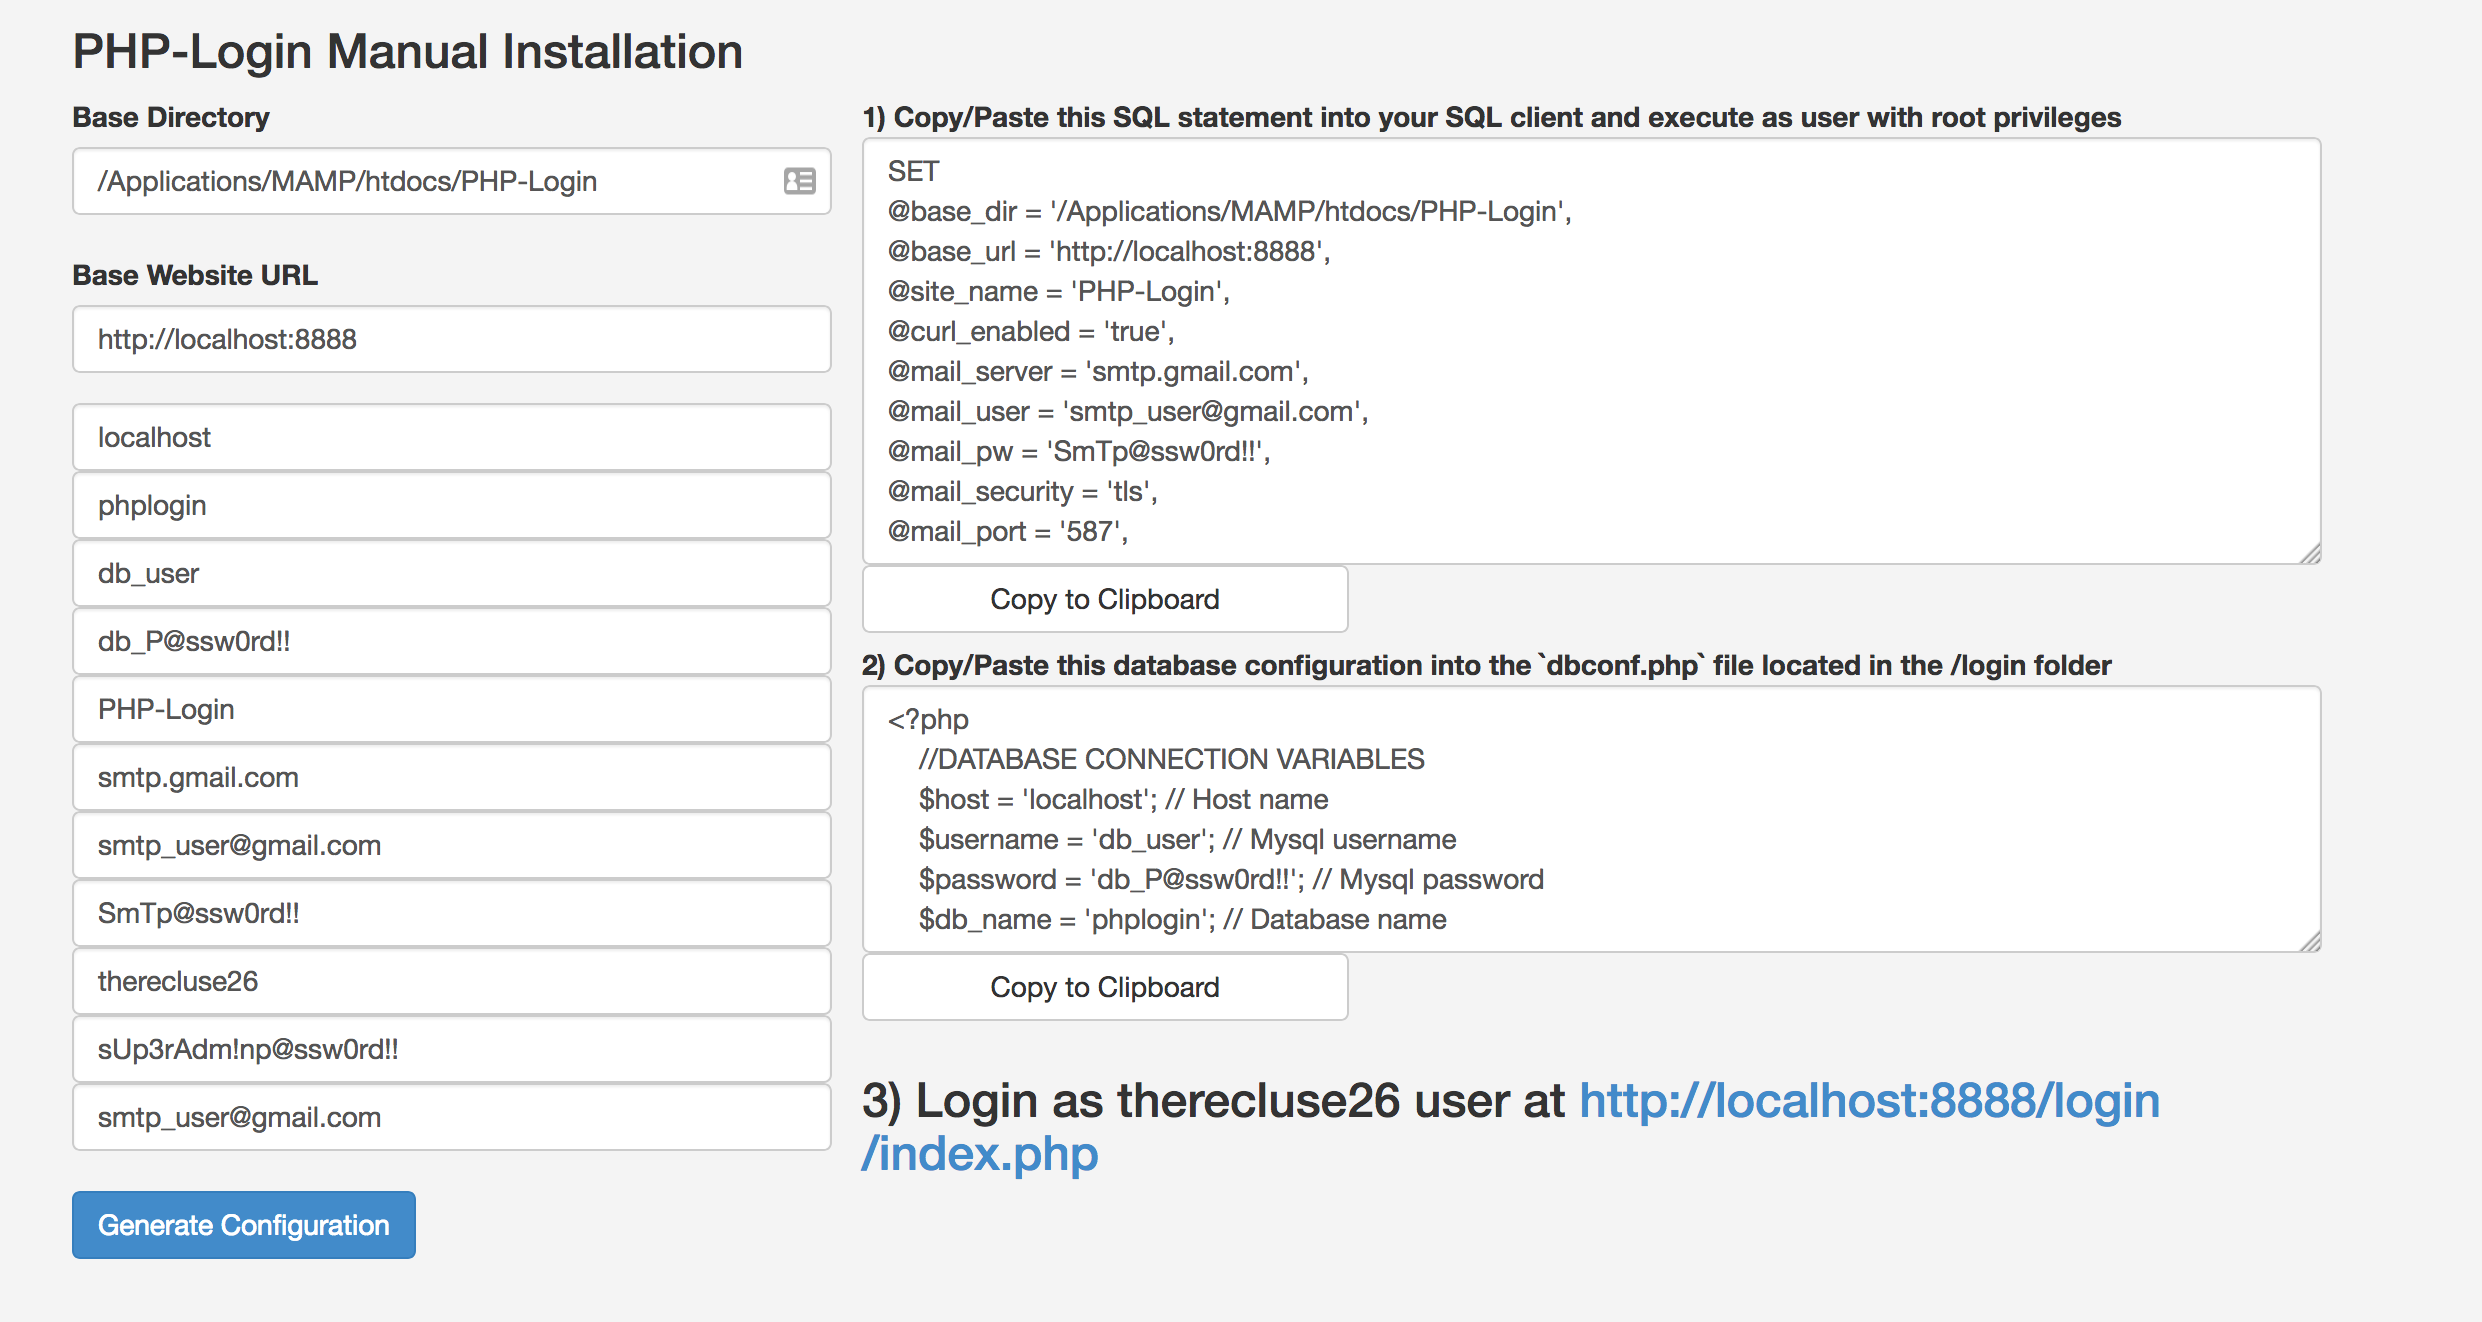 PHP-Login Manual Installation
Base Directory
/Applications/MAMP/htdocs/PHP-Login
Base Website URL
http://localhost:8888
localhost
phplogin
db_user
db_P@ssw0rd!!
PHP-Login
smtp.gmail.com
smtp_user@gmail.com
SmTp@ssw0rd!!
therecluse26
sUp3rAdm!np@ssw0rd!!
smtp_user@gmail.com
Generate Configuration
1) Copy/Paste this SQL statement into your SQL client and execute as user with root privileges
SET
@base_dir = '/Applications/MAMP/htdocs/PHP-Login',
@base_url = 'http://localhost:8888',
@site_name = 'PHP-Login',
@curl_enabled = 'true',
@mail_server = 'smtp.gmail.com',
@mail_user = 'smtp_user@gmail.com',
@mail_pw = 'SmTp@ssw0rd!!',
@mail_security = 'tls',
@mail_port = '587',
Copy to Clipboard
2) Copy/Paste this database configuration into the `dbconf.php` file located in the /login folder
<?php
//DATABASE CONNECTION VARIABLES
$host = 'localhost'; // Host name
$username = 'db_user'; // Mysql username
$password = 'db_P@ssw0rd!!'; // Mysql password
$db_name = 'phplogin'; // Database name
Copy to Clipboard
3) Login as therecluse26 user at http://localhost:8888/login
/index.php